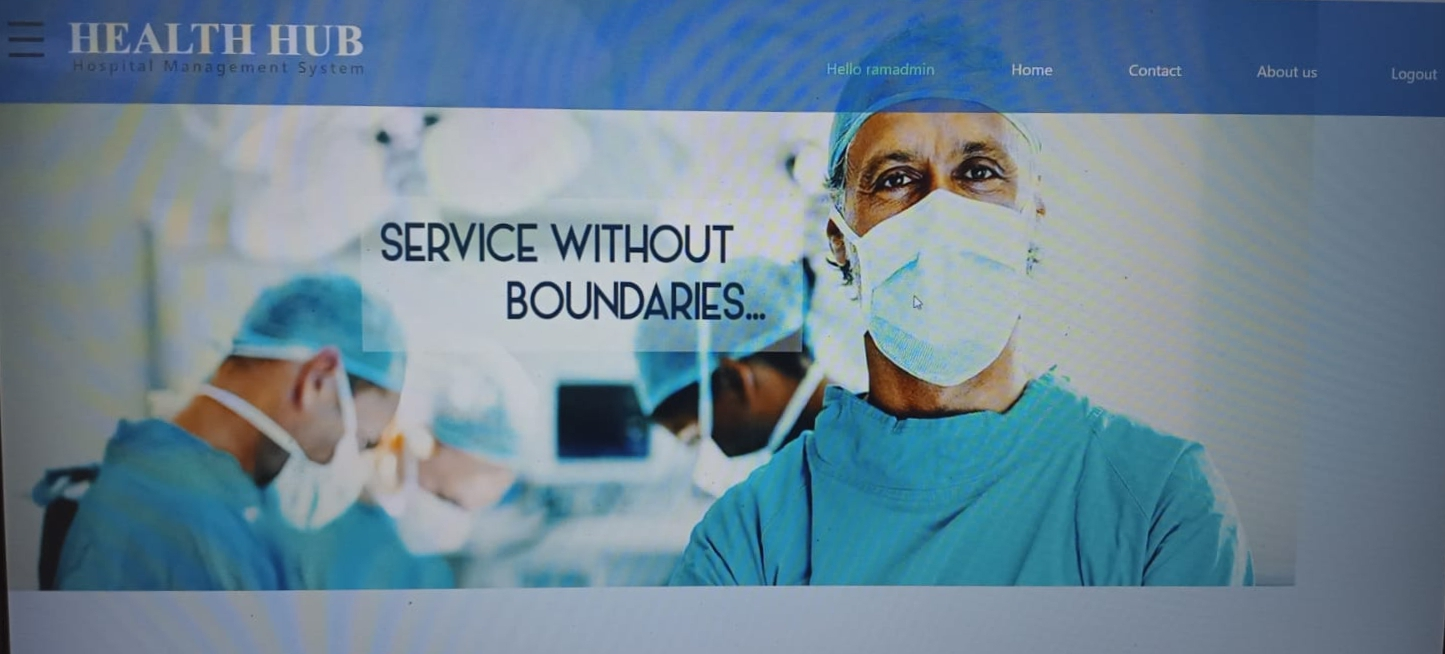 HEALTH HUB
Hospital Management System
Hello ramadmin
Home
Contact
About us
Logout
SERVICE WITHOUT
BOUNDARIES...